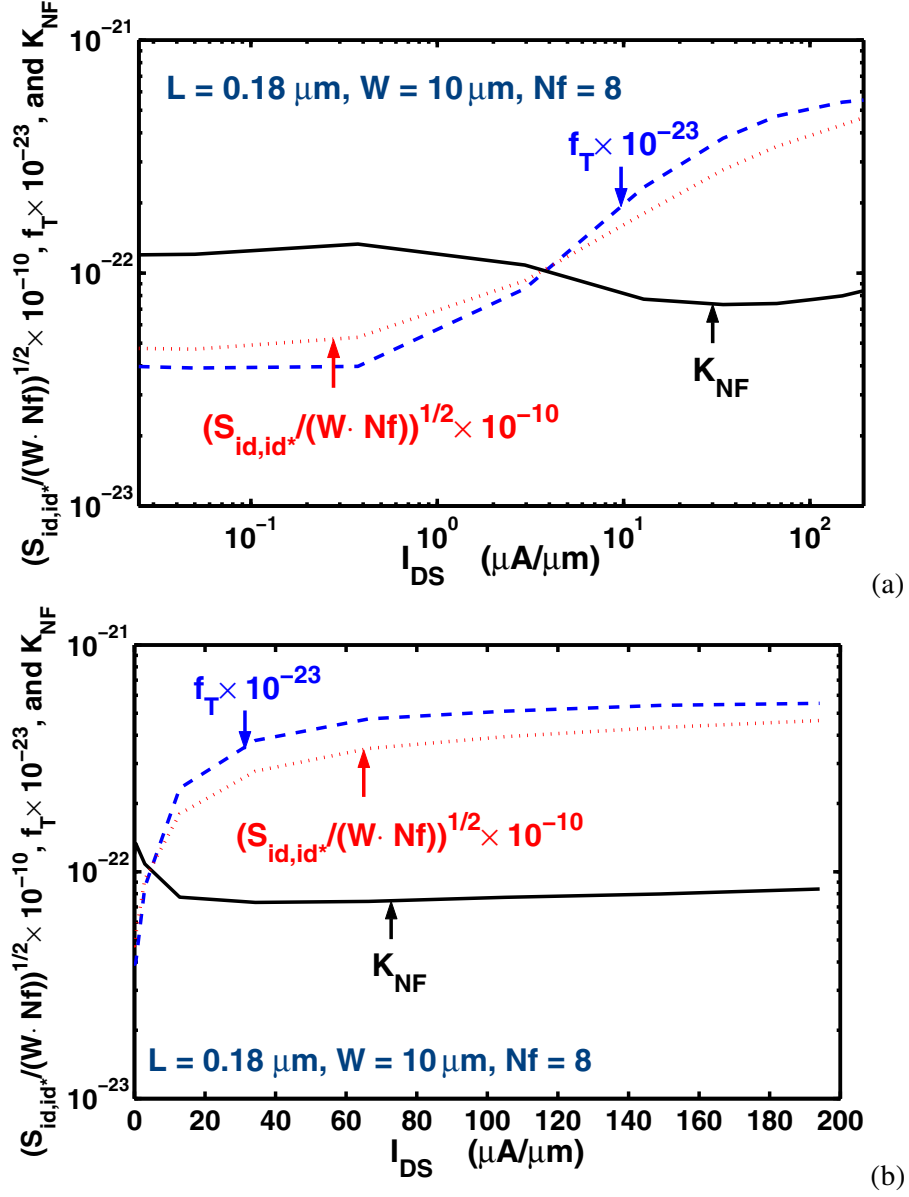 (S_id,id*/(W· Nf))^1/2 × 10^−10, f_T × 10^−23, and K_NF
10^−21
10^−22
10^−23
L = 0.18 μm, W = 10 μm, Nf = 8
f_T × 10^−23
K_NF
(S_id,id*/(W· Nf))^1/2 × 10^−10
10^−1 10^0 10^1 10^2
I_DS (μA/μm)
(a)
(S_id,id*/(W· Nf))^1/2 × 10^−10, f_T × 10^−23, and K_NF
10^−21
10^−22
10^−23
f_T × 10^−23
(S_id,id*/(W· Nf))^1/2 × 10^−10
K_NF
L = 0.18 μm, W = 10 μm, Nf = 8
0 20 40 60 80 100 120 140 160 180 200
I_DS (μA/μm)
(b)